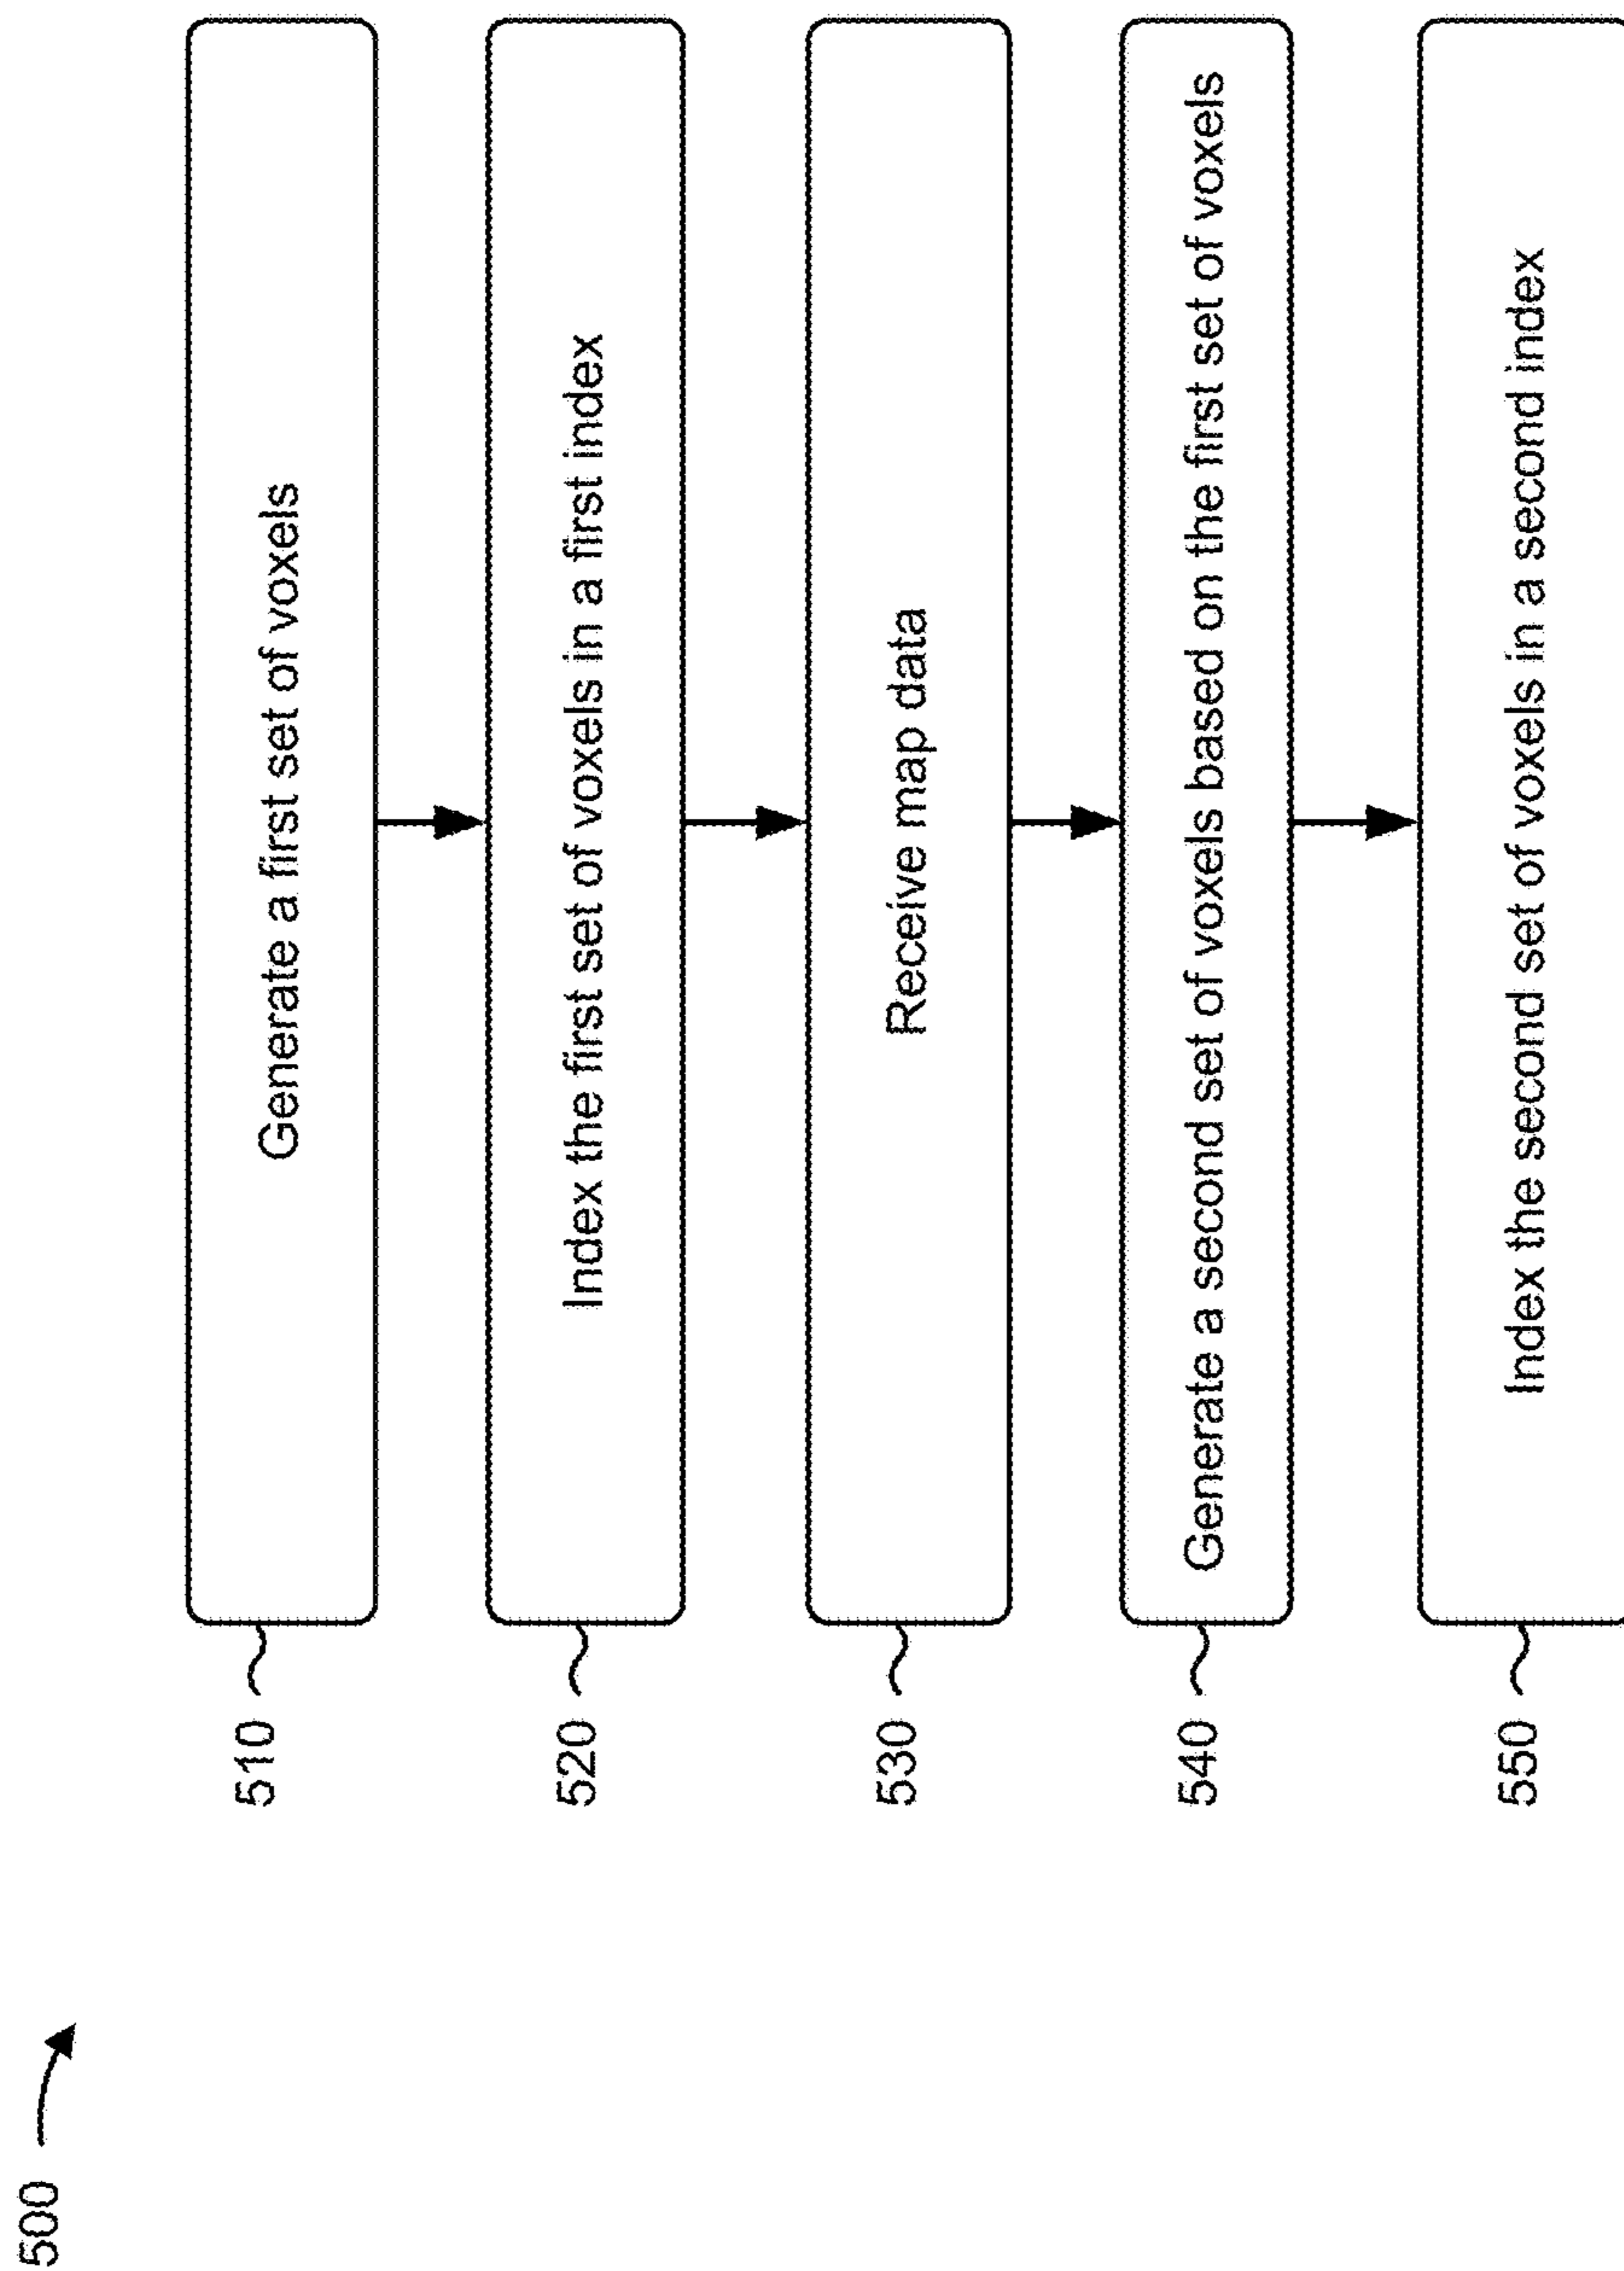 500
510
Generate a first set of voxels
520
Index the first set of voxels in a first index
530
Receive map data
540
Generate a second set of voxels based on the first set of voxels
550
Index the second set of voxels in a second index